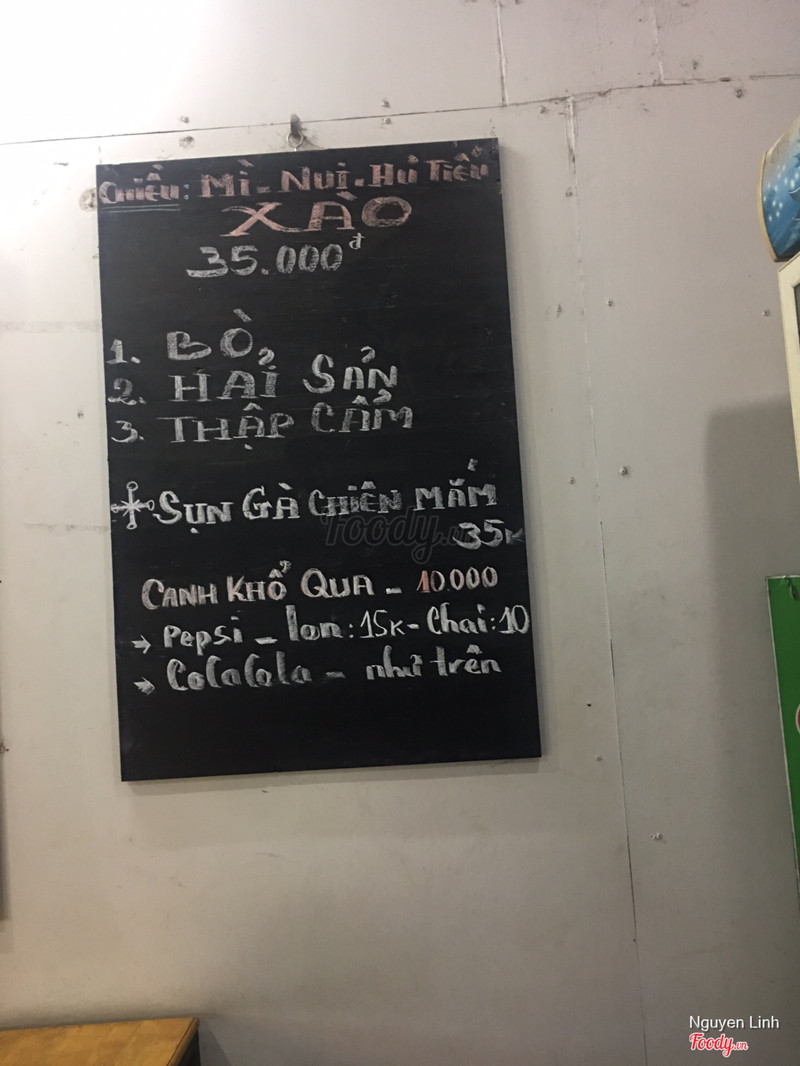 Chiều: Mì - Nui - Hủ Tiếu
XÀO
35.000đ
1. BÒ
2. HẢI SẢN
3. THẬP CẨM
SỤN GÀ CHIÊN MẮM
35K
CANH KHỔ QUA - 10.000
→ Pepsi - lon: 15K - Chai: 10
→ CoCaCola - như trên
Foody.vn
Nguyen Linh
Foody.vn